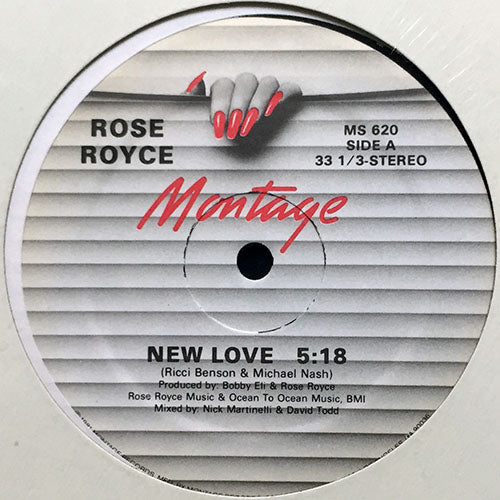 ROSE
ROYCE
MS 620
SIDE A
33 1/3-STEREO
Montage
NEW LOVE 5:18
(Ricci Benson & Michael Nash)
Produced by: Bobby Eli & Rose Royce
Rose Royce Music & Ocean To Ocean Music, BMI
Mixed by: Nick Martinelli & David Todd